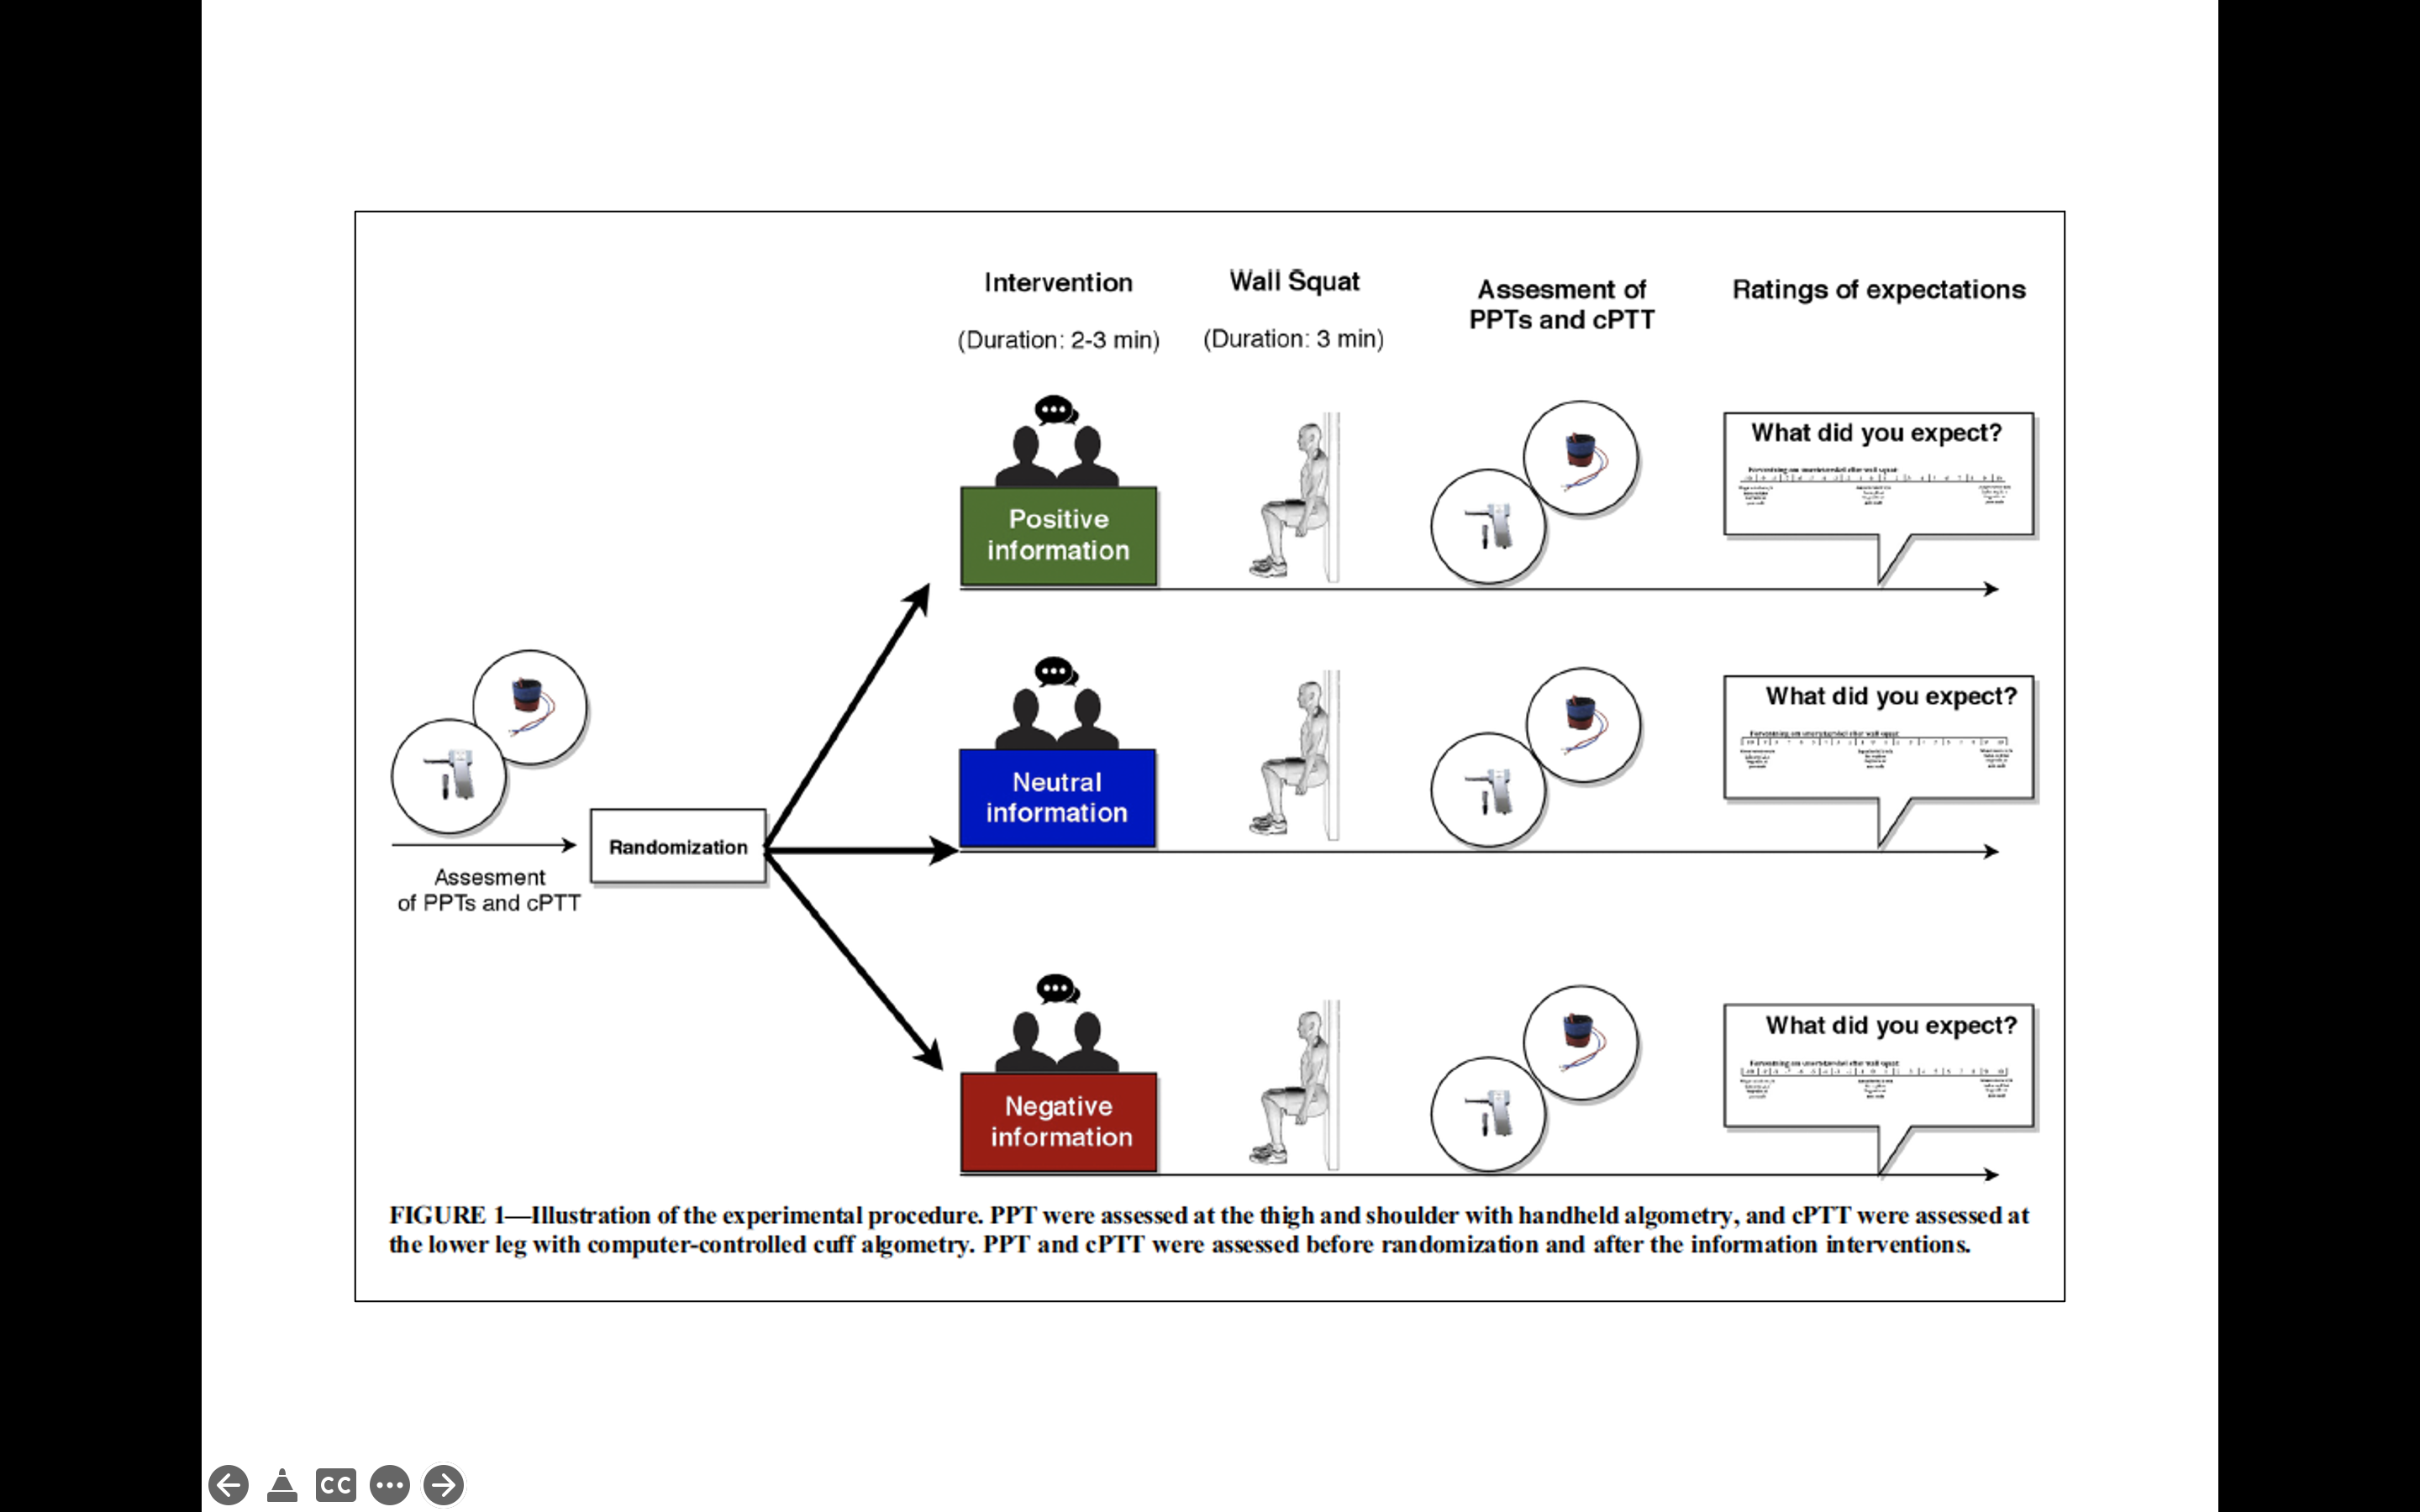 Intervention
(Duration: 2-3 min)
Wall Squat
(Duration: 3 min)
Assesment of
PPTs and cPTT
Ratings of expectations
Positive
information
What did you expect?
Assesment
of PPTs and cPTT
Randomization
Neutral
information
What did you expect?
Negative
information
What did you expect?
FIGURE 1—Illustration of the experimental procedure. PPT were assessed at the thigh and shoulder with handheld algometry, and cPTT were assessed at
the lower leg with computer-controlled cuff algometry. PPT and cPTT were assessed before randomization and after the information interventions.
CC